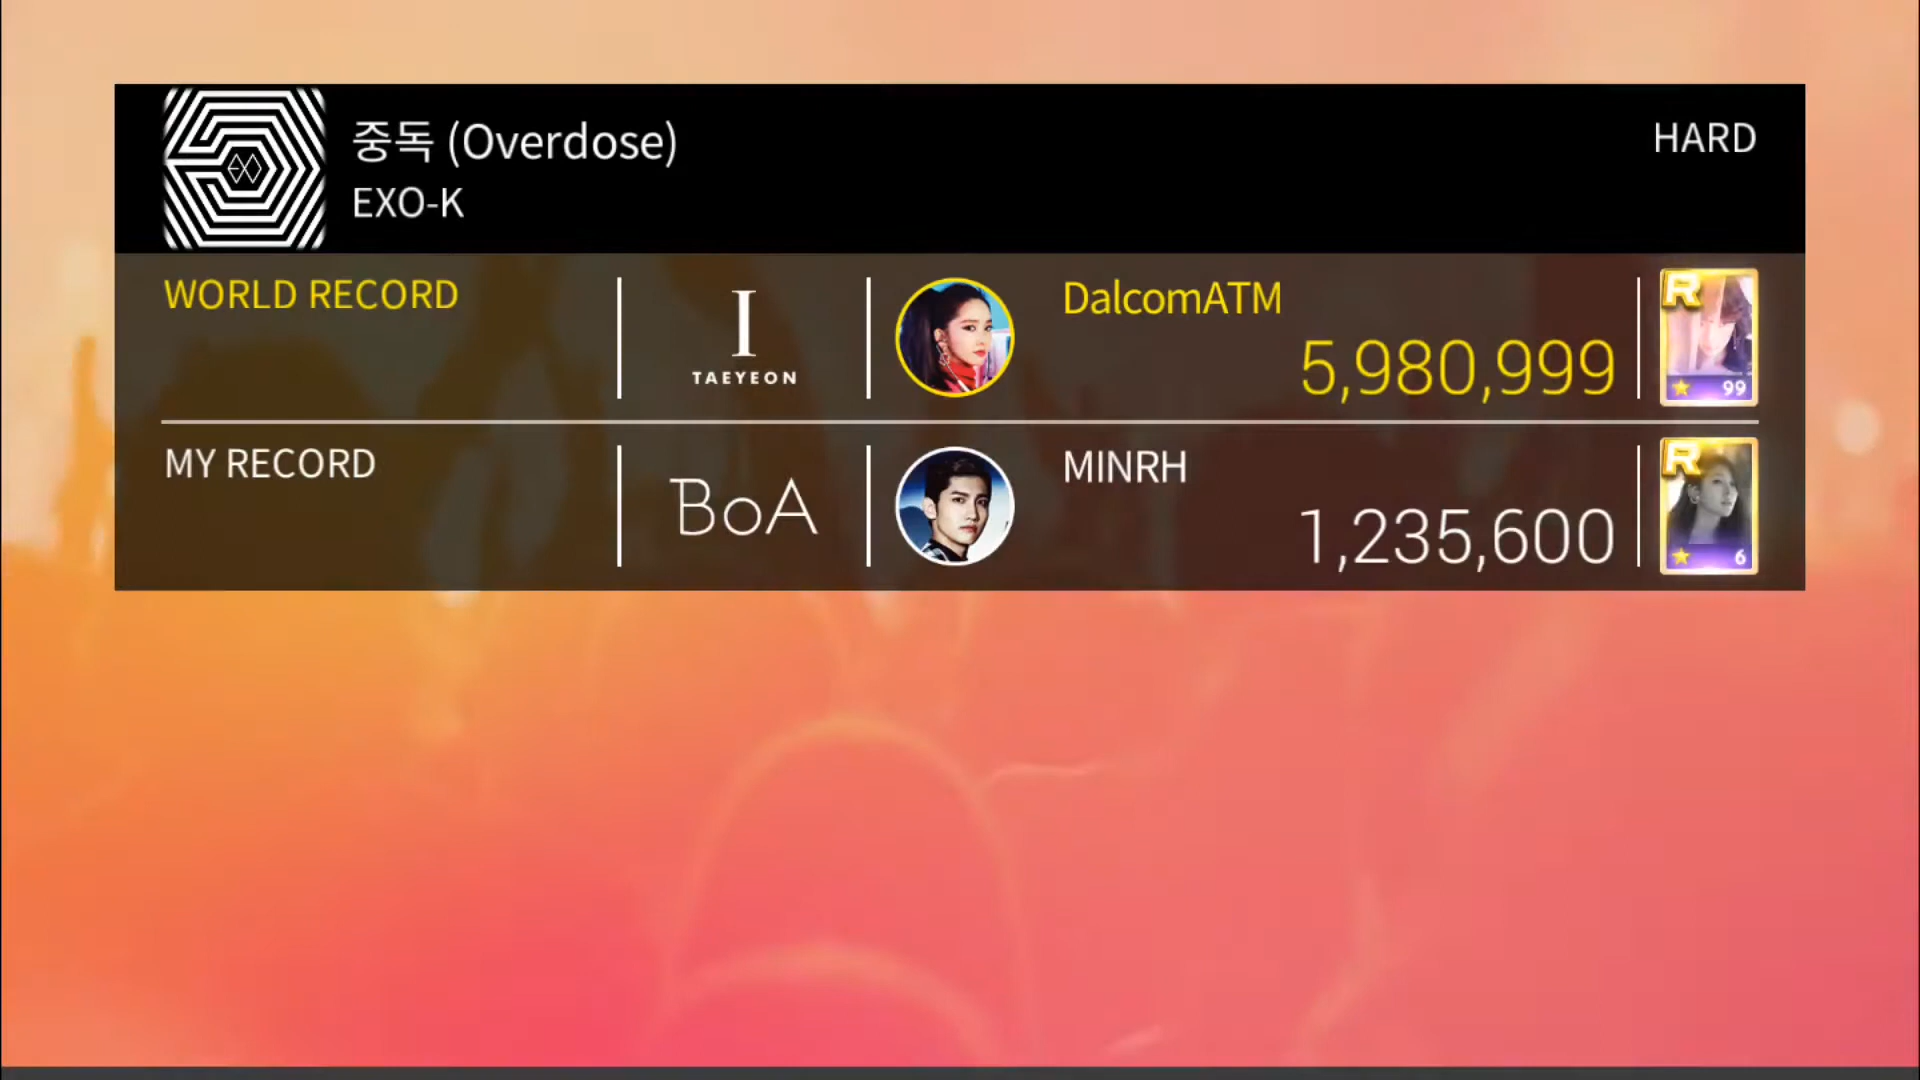 중독 (Overdose)
EXO-K
HARD
EXO
WORLD RECORD
I
TAEYEON
DalcomATM
5,980,999
R
99
MY RECORD
BoA
MINRH
1,235,600
R
6